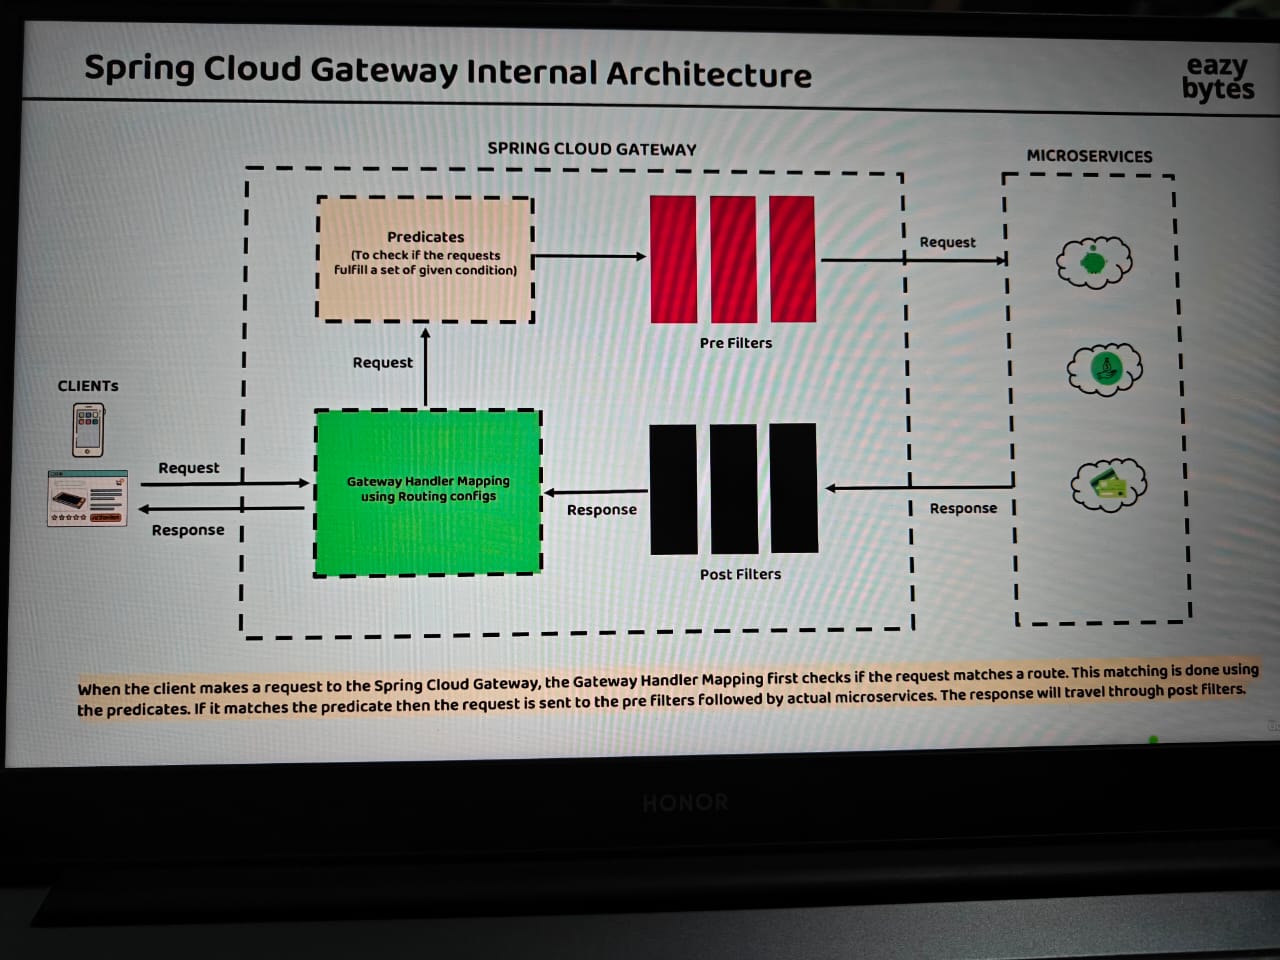 Spring Cloud Gateway Internal Architecture
eazy
bytes
SPRING CLOUD GATEWAY
MICROSERVICES
Predicates
(To check if the requests
fulfill a set of given condition)
Request
Pre Filters
Request
CLIENTs
Request
Response
Gateway Handler Mapping
using Routing configs
Response
Response
Post Filters
When the client makes a request to the Spring Cloud Gateway, the Gateway Handler Mapping first checks if the request matches a route. This matching is done using
the predicates. If it matches the predicate then the request is sent to the pre filters followed by actual microservices. The response will travel through post filters.
HONOR